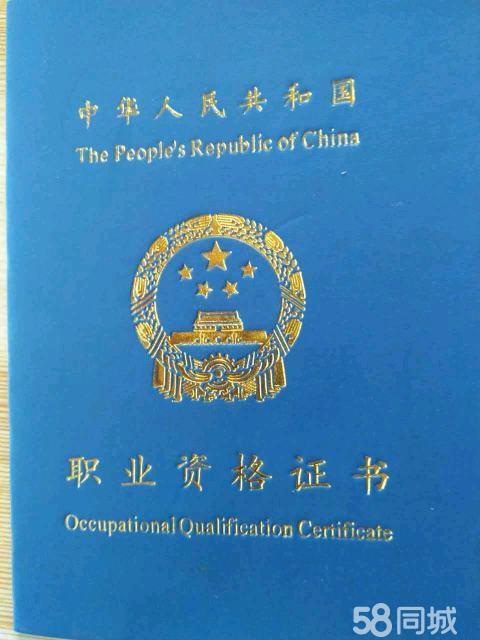 中华人民共和国
The People's Republic of China
职业资格证书
Occupational Qualification Certificate
58同城